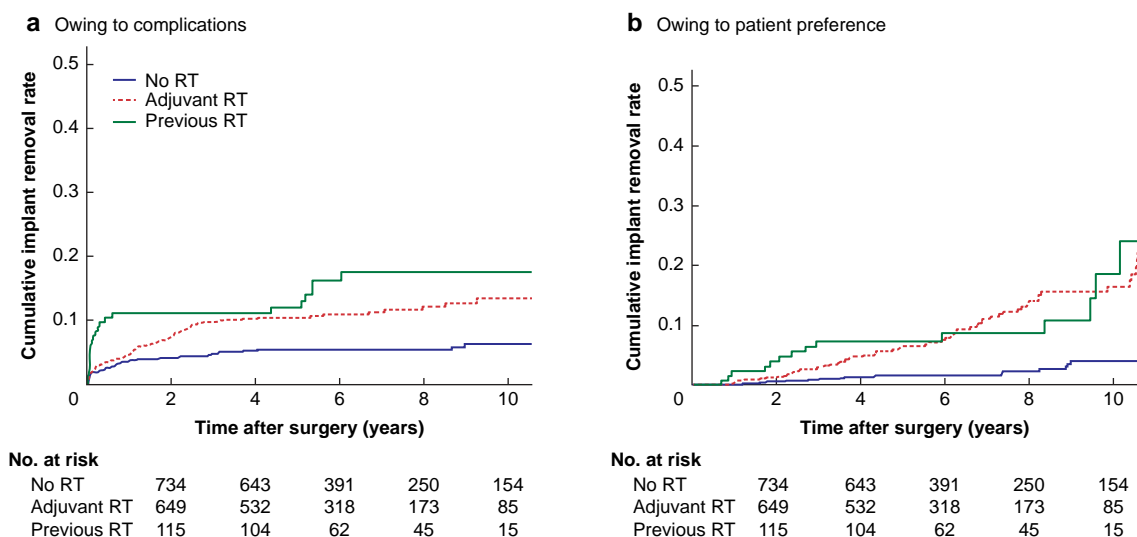 a Owing to complications
Cumulative implant removal rate
0.5
0.4
0.3
0.2
0.1
No RT
Adjuvant RT
Previous RT
0 2 4 6 8 10
Time after surgery (years)
No. at risk
No RT 734 643 391 250 154
Adjuvant RT 649 532 318 173 85
Previous RT 115 104 62 45 15
b Owing to patient preference
Cumulative implant removal rate
0.5
0.4
0.3
0.2
0.1
0 2 4 6 8 10
Time after surgery (years)
No. at risk
No RT 734 643 391 250 154
Adjuvant RT 649 532 318 173 85
Previous RT 115 104 62 45 15